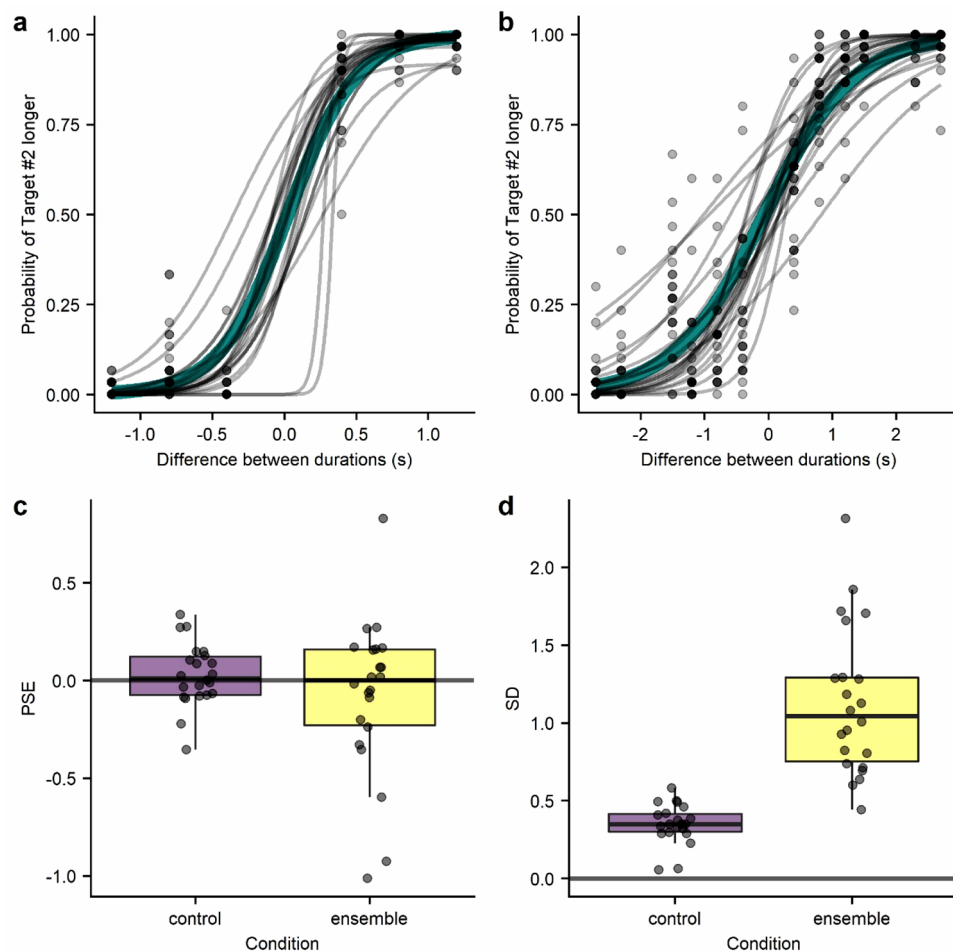 a
Probability of Target #2 longer
1.00
0.75
0.50
0.25
0.00
-1.0
-0.5
0.0
0.5
1.0
Difference between durations (s)
b
Probability of Target #2 longer
1.00
0.75
0.50
0.25
0.00
-2
-1
0
1
2
Difference between durations (s)
c
PSE
0.5
0.0
-0.5
-1.0
control
ensemble
Condition
d
SD
2.0
1.5
1.0
0.5
0.0
control
ensemble
Condition